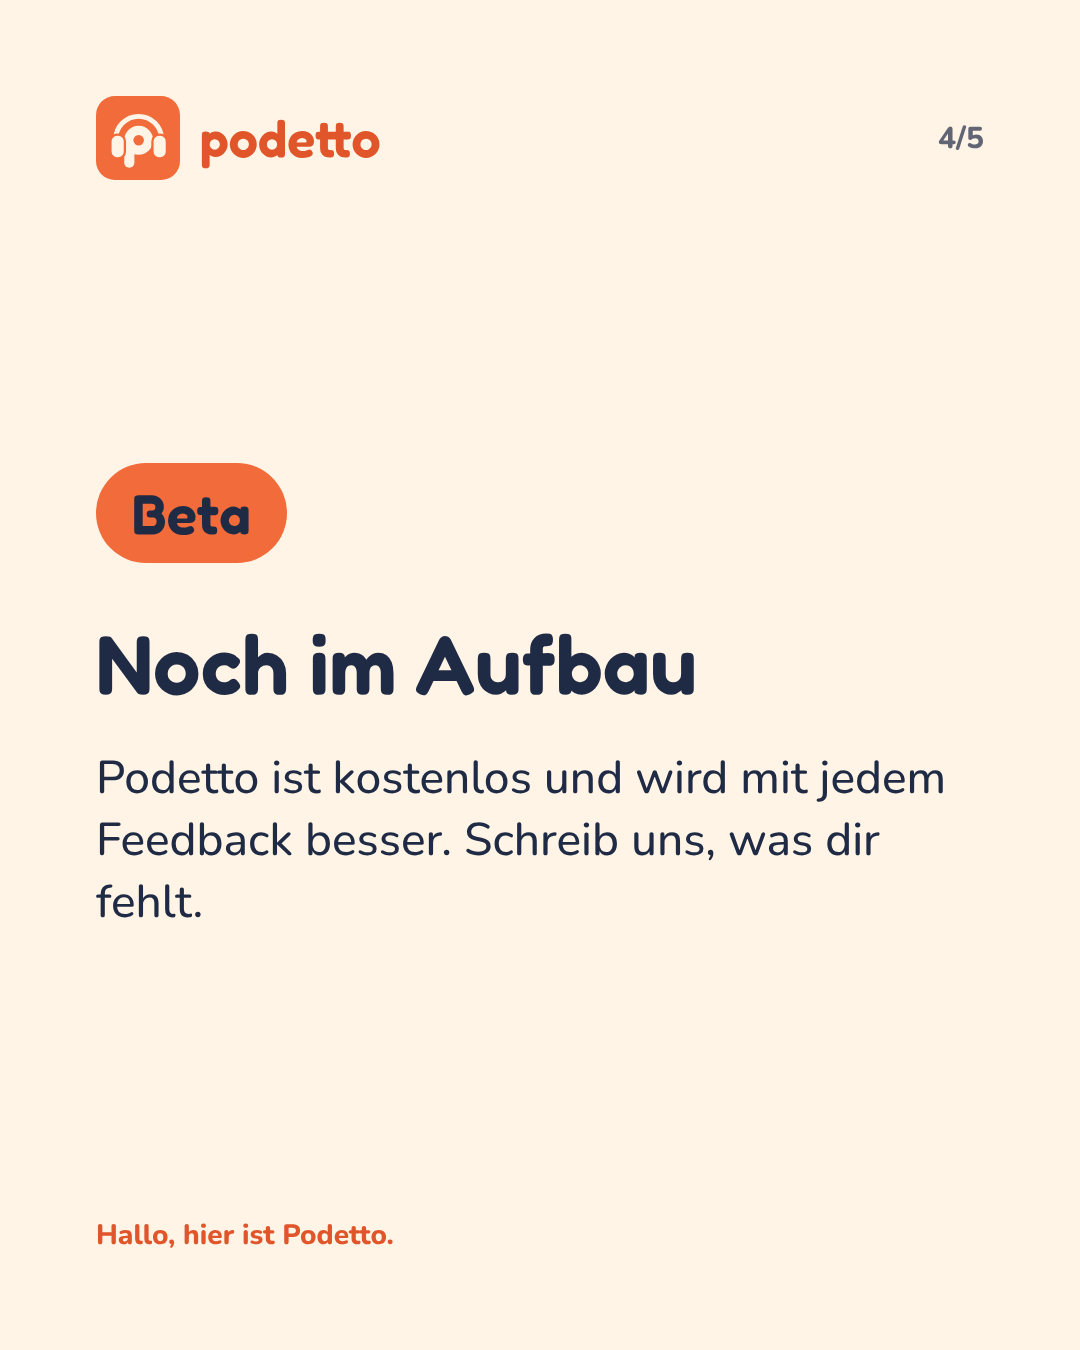 podetto
4/5
Beta
Noch im Aufbau
Podetto ist kostenlos und wird mit jedem
Feedback besser. Schreib uns, was dir
fehlt.
Hallo, hier ist Podetto.